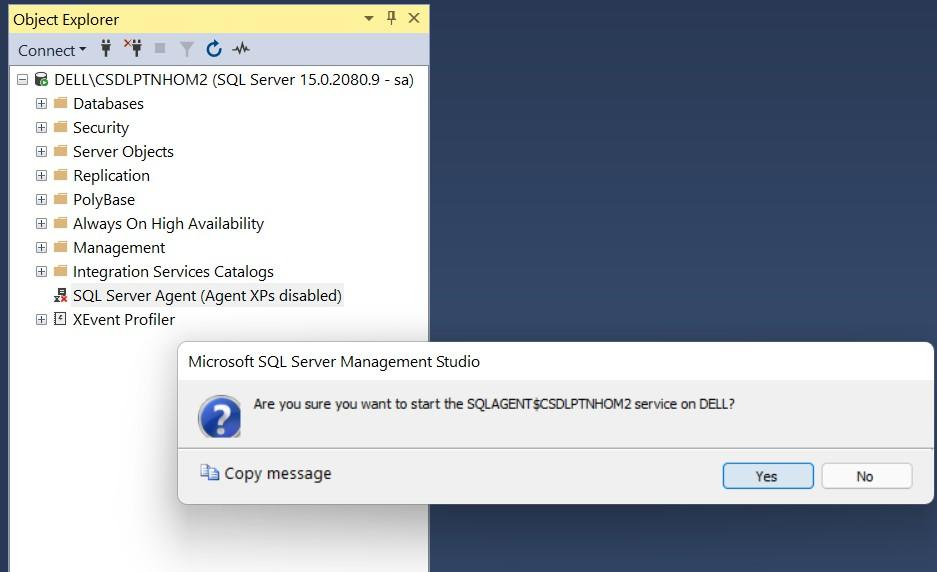 Object Explorer
Connect
DELL\CSDLPTNHOM2 (SQL Server 15.0.2080.9 - sa)
Databases
Security
Server Objects
Replication
PolyBase
Always On High Availability
Management
Integration Services Catalogs
SQL Server Agent (Agent XPs disabled)
XEvent Profiler
Microsoft SQL Server Management Studio
Are you sure you want to start the SQLAGENT$CSDLPTNHOM2 service on DELL?
Copy message
Yes
No